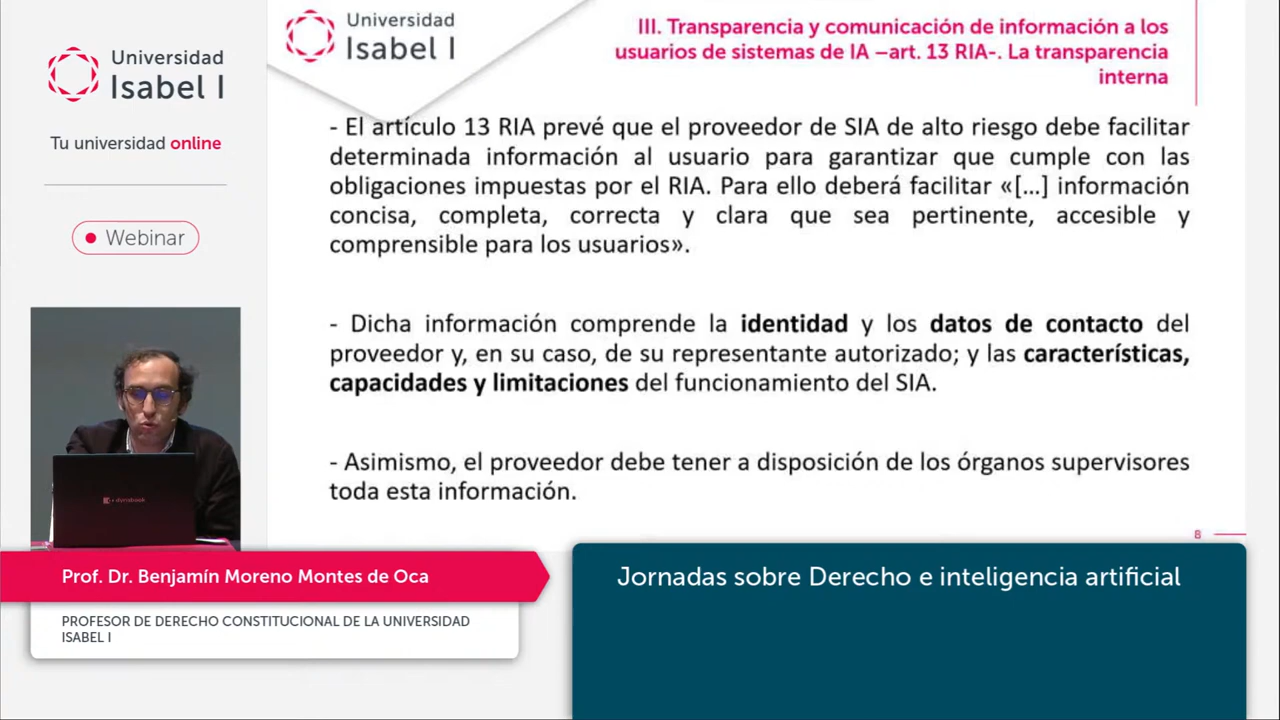 Universidad
Isabel I
Tu universidad online
Webinar
Universidad
Isabel I
III. Transparencia y comunicación de información a los
usuarios de sistemas de IA –art. 13 RIA-. La transparencia
interna
- El artículo 13 RIA prevé que el proveedor de SIA de alto riesgo debe facilitar
determinada información al usuario para garantizar que cumple con las
obligaciones impuestas por el RIA. Para ello deberá facilitar «[…] información
concisa, completa, correcta y clara que sea pertinente, accesible y
comprensible para los usuarios».
- Dicha información comprende la identidad y los datos de contacto del
proveedor y, en su caso, de su representante autorizado; y las características,
capacidades y limitaciones del funcionamiento del SIA.
- Asimismo, el proveedor debe tener a disposición de los órganos supervisores
toda esta información.
8
dynabook
Prof. Dr. Benjamín Moreno Montes de Oca
PROFESOR DE DERECHO CONSTITUCIONAL DE LA UNIVERSIDAD
ISABEL I
Jornadas sobre Derecho e inteligencia artificial